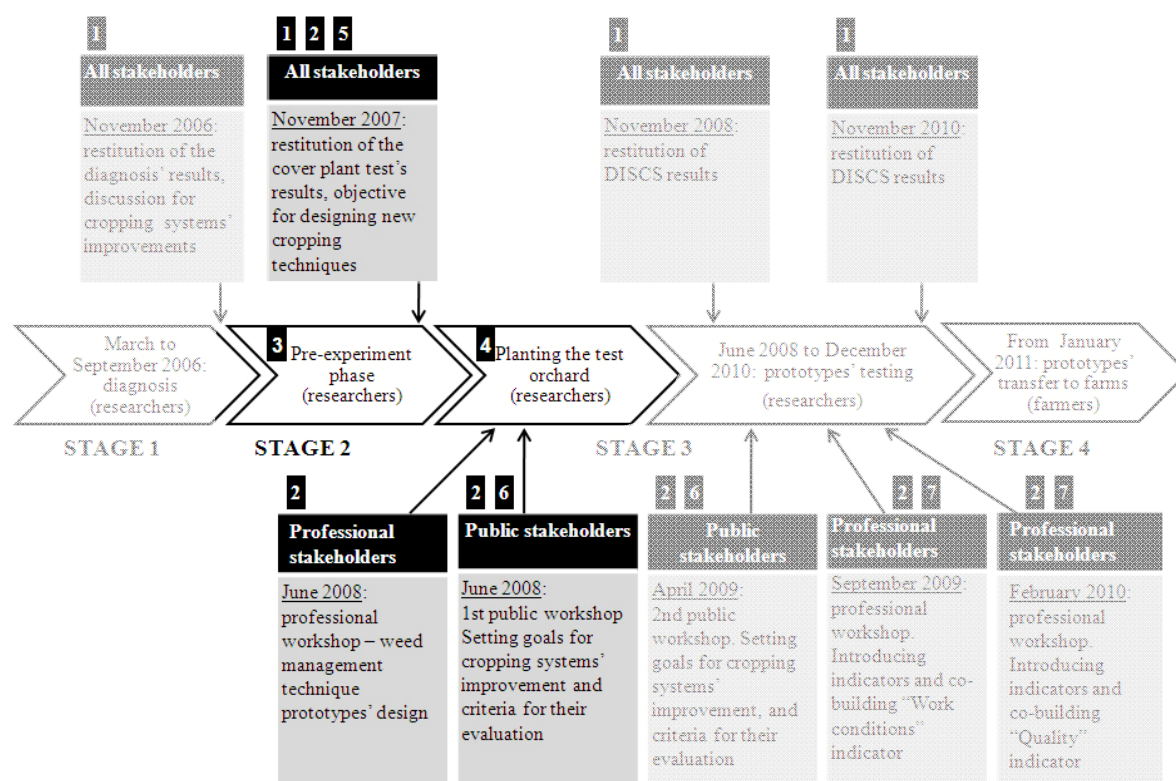 1
All stakeholders
November 2006:
restitution of the
diagnosis' results,
discussion for
cropping systems'
improvements
1 2 5
All stakeholders
November 2007:
restitution of the
cover plant test's
results, objective
for designing new
cropping
techniques
1
All stakeholders
November 2008:
restitution of
DISCS results
1
All stakeholders
November 2010:
restitution of
DISCS results
March to
September 2006:
diagnosis
(researchers)
3
Pre-experiment
phase
(researchers)
4
Planting the test
orchard
(researchers)
June 2008 to December
2010: prototypes' testing
(researchers)
From January
2011: prototypes'
transfer to farms
(farmers)
STAGE 1
STAGE 2
STAGE 3
STAGE 4
2
Professional
stakeholders
June 2008:
professional
workshop – weed
management
technique
prototypes' design
2 6
Public stakeholders
June 2008:
1st public workshop
Setting goals for
cropping systems'
improvement and
criteria for their
evaluation
2 6
Public
stakeholders
April 2009:
2nd public
workshop. Setting
goals for cropping
systems'
improvement, and
criteria for their
evaluation
2 7
Professional
stakeholders
September 2009:
professional
workshop.
Introducing
indicators and co-
building “Work
conditions”
indicator
2 7
Professional
stakeholders
February 2010:
professional
workshop.
Introducing
indicators and
co-building
“Quality”
indicator